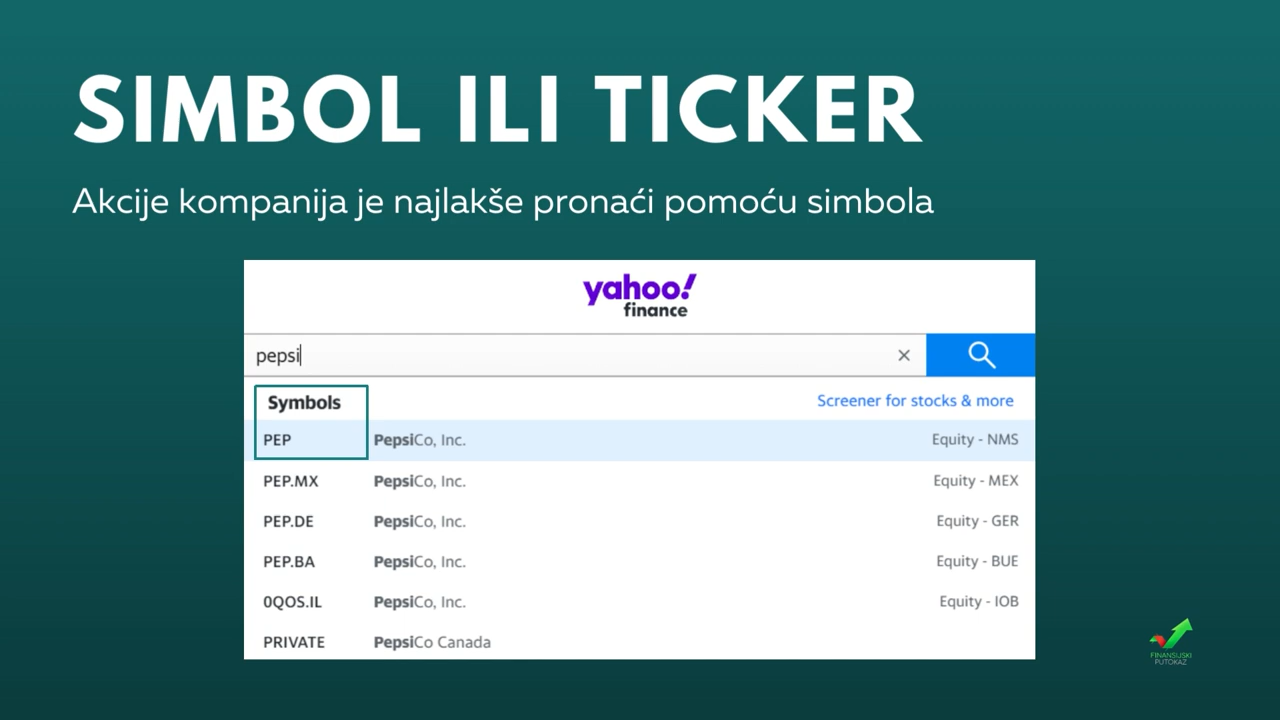 SIMBOL ILI TICKER
Akcije kompanija je najlakše pronaći pomoću simbola
yahoo!
finance
pepsi
Symbols Screener for stocks & more
PEP PepsiCo, Inc. Equity - NMS
PEP.MX PepsiCo, Inc. Equity - MEX
PEP.DE PepsiCo, Inc. Equity - GER
PEP.BA PepsiCo, Inc. Equity - BUE
0QOS.IL PepsiCo, Inc. Equity - IOB
PRIVATE PepsiCo Canada
FINANSIJSKI
PUTOKAZ